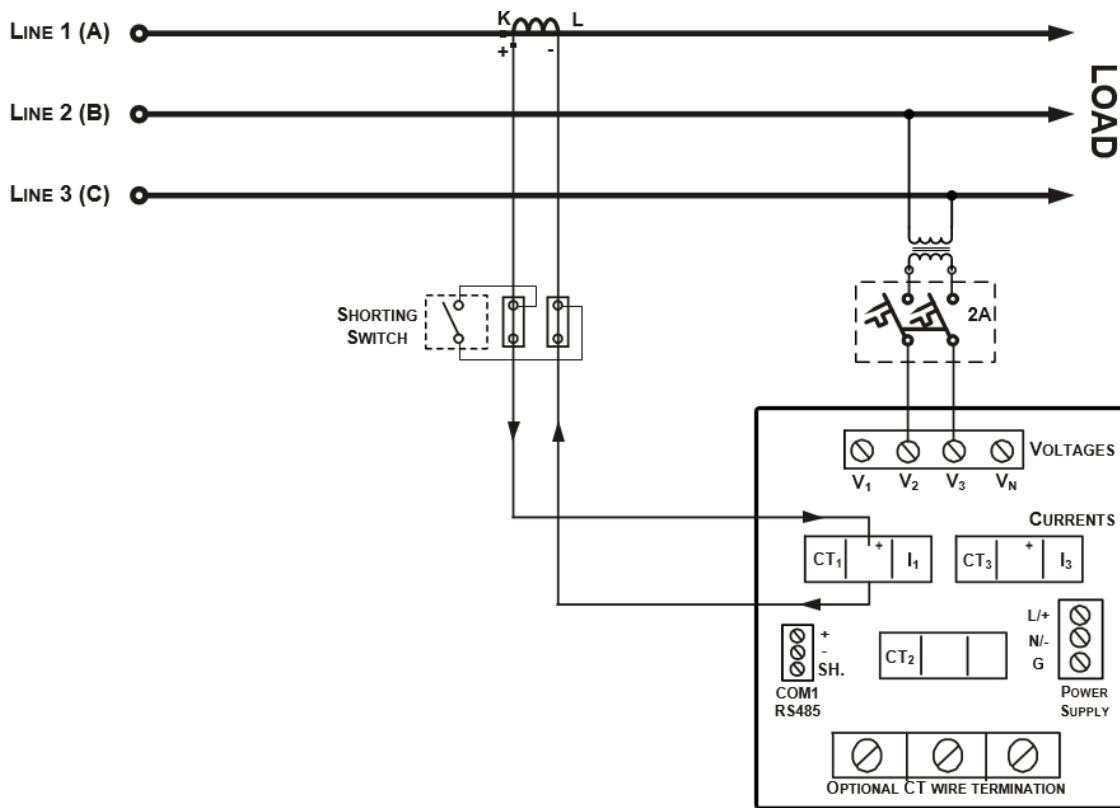 K
L
LINE 1 (A)
+
-
LINE 2 (B)
LOAD
LINE 3 (C)
SHORTING
SWITCH
2A
VOLTAGES
V1
V2
V3
VN
CURRENTS
CT1
+
I1
CT3
+
I3
L/+
N/-
G
POWER
SUPPLY
+
-
SH.
COM1
RS485
CT2
OPTIONAL CT WIRE TERMINATION